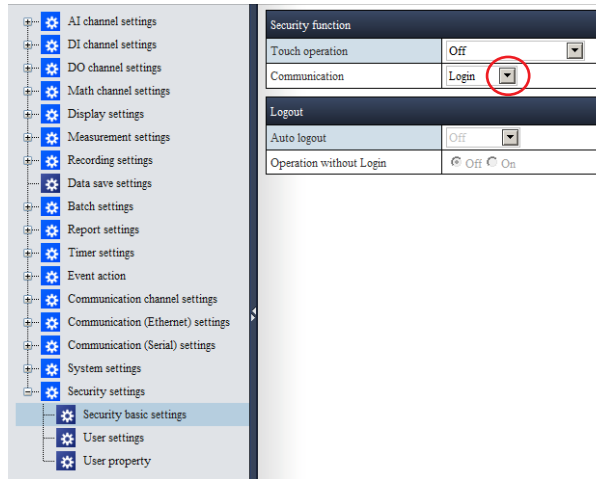 AI channel settings
DI channel settings
DO channel settings
Math channel settings
Display settings
Measurement settings
Recording settings
Data save settings
Batch settings
Report settings
Timer settings
Event action
Communication channel settings
Communication (Ethernet) settings
Communication (Serial) settings
System settings
Security settings
Security basic settings
User settings
User property
Security function
Touch operation Off
Communication Login
Logout
Auto logout Off
Operation without Login Off On